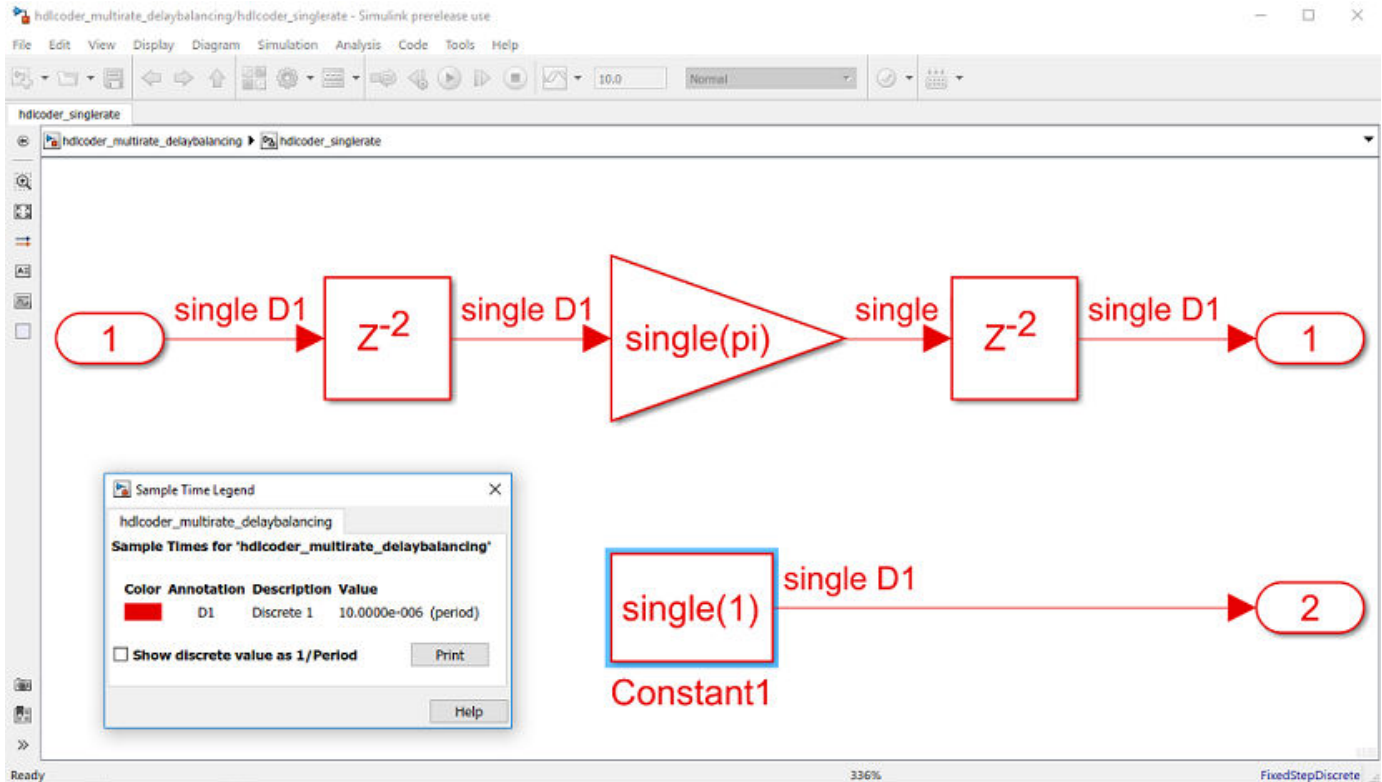 hdlcoder_multirate_delaybalancing/hdlcoder_singlerate - Simulink prerelease use
File Edit View Display Diagram Simulation Analysis Code Tools Help
10.0 Normal
hdlcoder_singlerate
hdlcoder_multirate_delaybalancing hdlcoder_singlerate
single D1 single D1 single single D1
1 Z-2 single(pi) Z-2 1
Sample Time Legend
hdlcoder_multirate_delaybalancing
Sample Times for 'hdlcoder_multirate_delaybalancing'
Color Annotation Description Value
D1 Discrete 1 10.0000e-006 (period)
Show discrete value as 1/Period Print
Help
single D1
single(1) 2
Constant1
Ready 336% FixedStepDiscrete